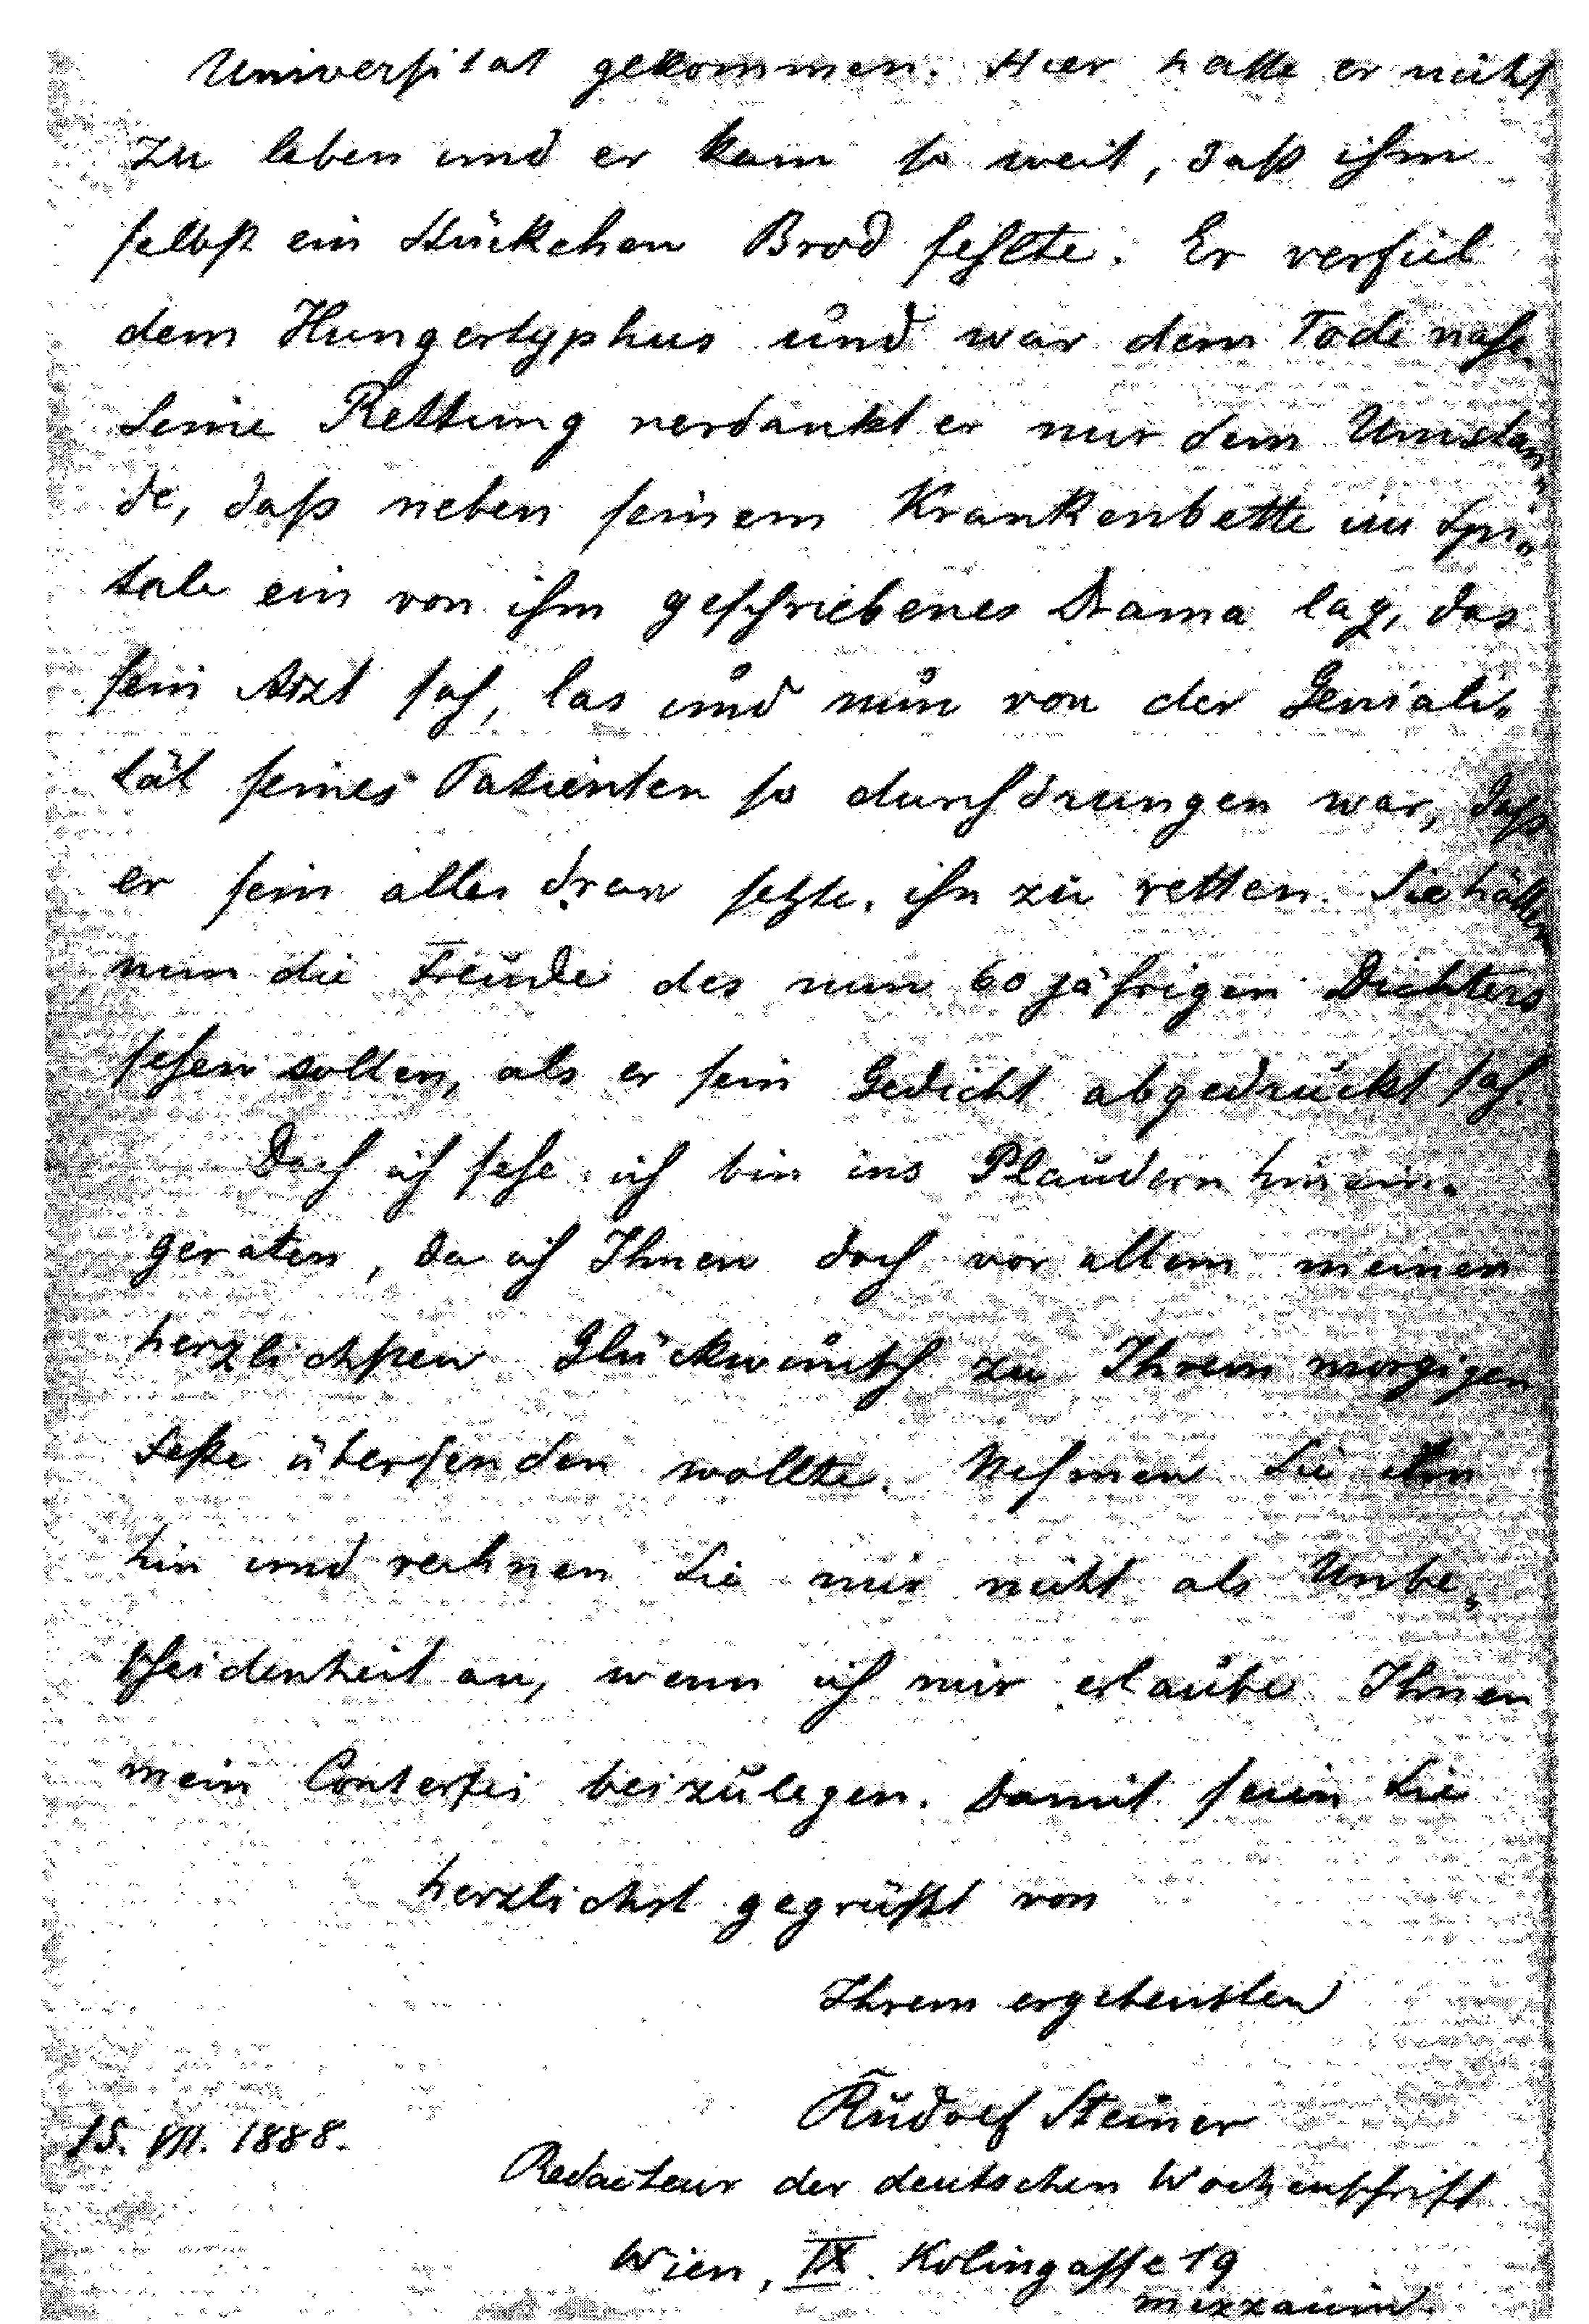 Universität gekommen. Hier hatte er nicht
zu leben und er kam so weit, daß ihm
selbst ein Stückchen Brod fehlte. Er verfiel
dem Hungertyphus und war dem Tode nahe.
Seine Rettung verdankt er nur dem Umstan„
de, daß neben seinem Krankenbette im Spi„
tale ein von ihm geschriebenes Drama lag, das
sein Arzt sah, las und nun von der Geniali„
tät seines Patienten so durchdrungen war, daß
er sein alles dran setzte, ihn zu retten. Sie hätten
nun die Freude des nun 60 jährigen Dichters
sehen sollen, als er sein Gedicht abgedruckt sah.
Doch ich sehe, ich bin ins Plaudern hinein„
geraten, da ich Ihnen doch vor allem meinen
herzlichsten Glückwunsch zu Ihrem morgigen
Feste übersenden wollte. Nehmen Sie ihn
hin und rechnen Sie mir nicht als Unbe„
scheidenheit an, wenn ich mir erlaube Ihnen
mein Conterfei beizulegen. Damit seien Sie
herzlichst gegrüßt von
Ihrem ergebensten
Rudolf Steiner
15. VII. 1888.
Redacteur der deutschen Wochenschrift
Wien, IX. Kolingasse 19
mezzanin.